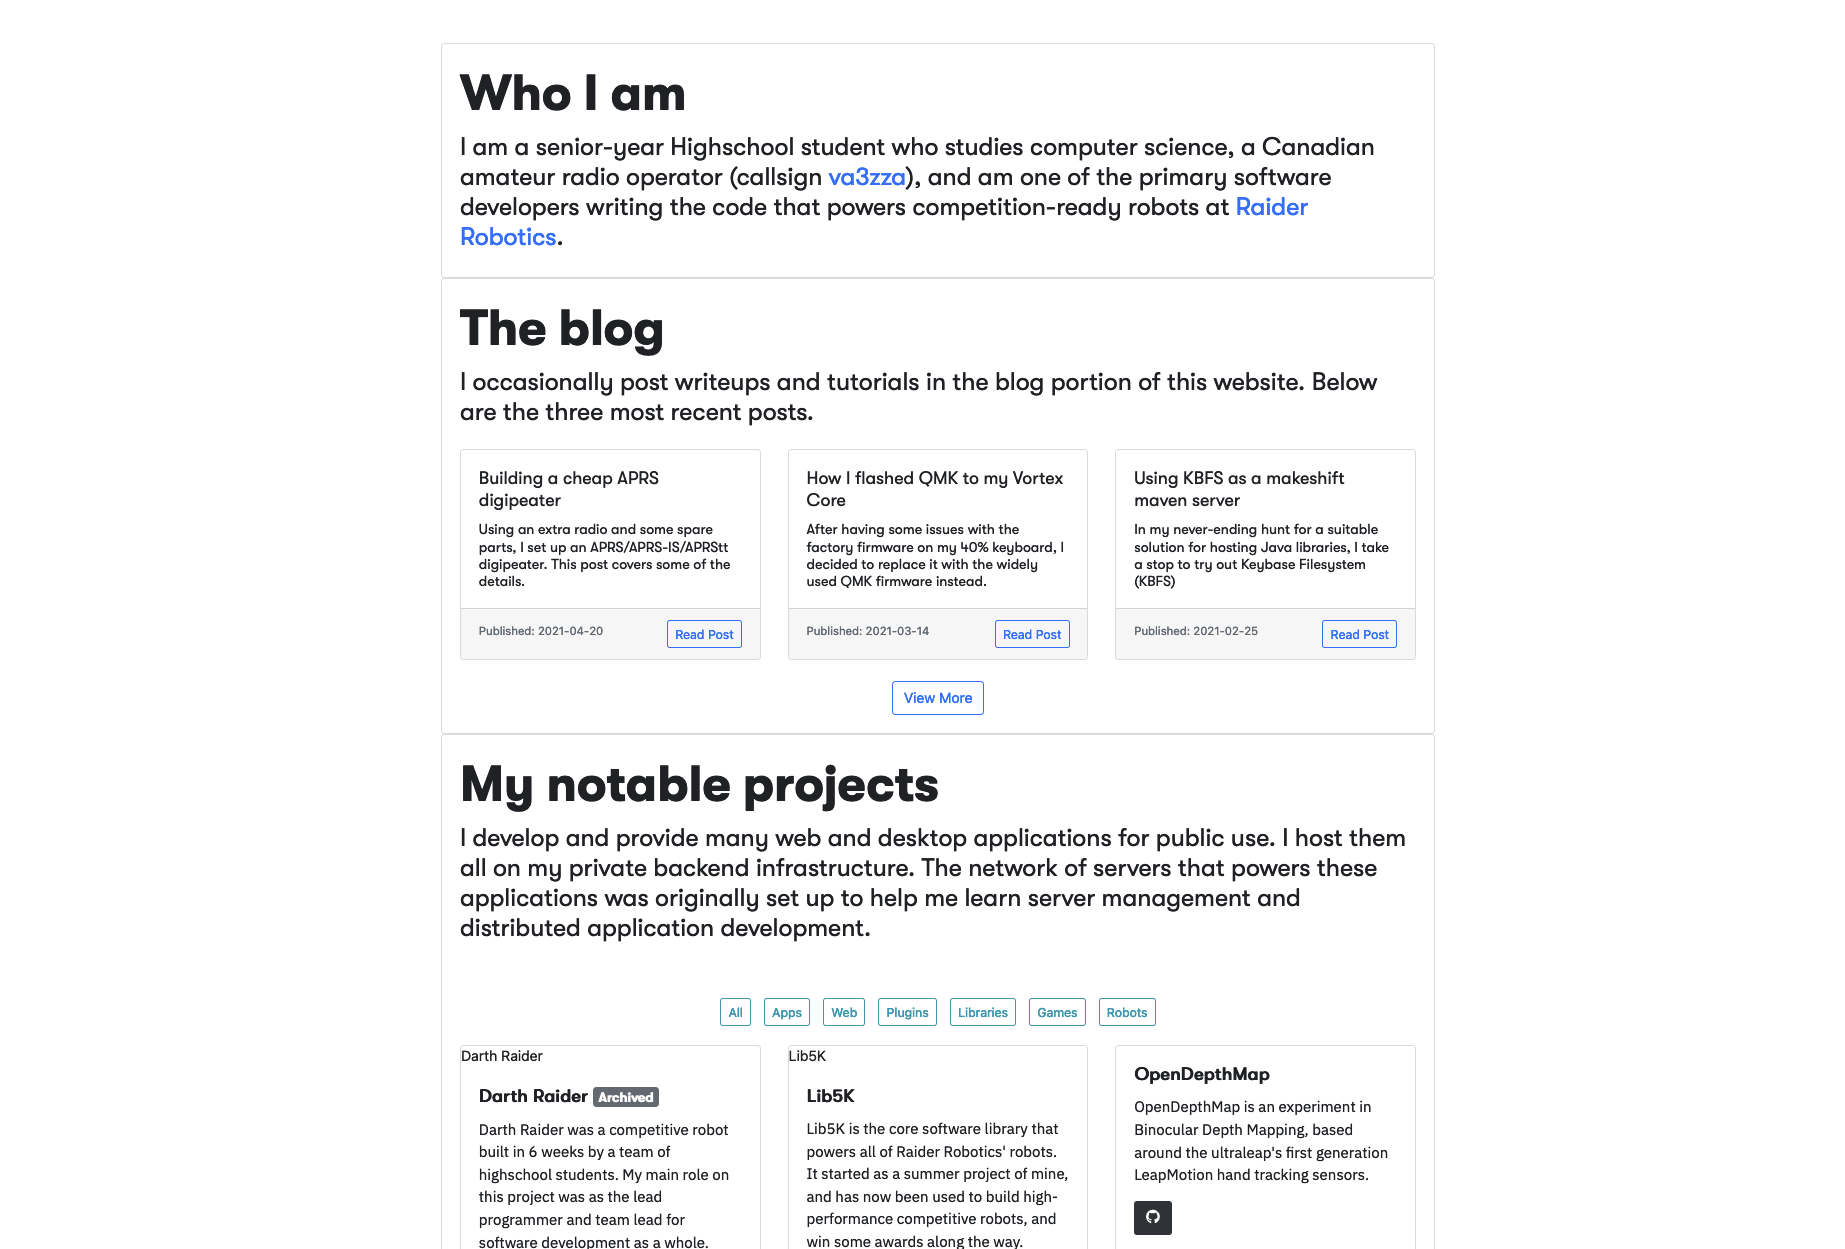 Who I am
I am a senior-year Highschool student who studies computer science, a Canadian
amateur radio operator (callsign va3zza), and am one of the primary software
developers writing the code that powers competition-ready robots at Raider
Robotics.
The blog
I occasionally post writeups and tutorials in the blog portion of this website. Below
are the three most recent posts.
Building a cheap APRS
digipeater
Using an extra radio and some spare
parts, I set up an APRS/APRS-IS/APRStt
digipeater. This post covers some of the
details.
Published: 2021-04-20
Read Post
How I flashed QMK to my Vortex
Core
After having some issues with the
factory firmware on my 40% keyboard, I
decided to replace it with the widely
used QMK firmware instead.
Published: 2021-03-14
Read Post
Using KBFS as a makeshift
maven server
In my never-ending hunt for a suitable
solution for hosting Java libraries, I take
a stop to try out Keybase Filesystem
(KBFS)
Published: 2021-02-25
Read Post
View More
My notable projects
I develop and provide many web and desktop applications for public use. I host them
all on my private backend infrastructure. The network of servers that powers these
applications was originally set up to help me learn server management and
distributed application development.
All Apps Web Plugins Libraries Games Robots
Darth Raider
Darth Raider Archived
Darth Raider was a competitive robot
built in 6 weeks by a team of
highschool students. My main role on
this project was as the lead
programmer and team lead for
software development as a whole.
Lib5K
Lib5K
Lib5K is the core software library that
powers all of Raider Robotics' robots.
It started as a summer project of mine,
and has now been used to build high-
performance competitive robots, and
win some awards along the way.
OpenDepthMap
OpenDepthMap is an experiment in
Binocular Depth Mapping, based
around the ultraleap's first generation
LeapMotion hand tracking sensors.